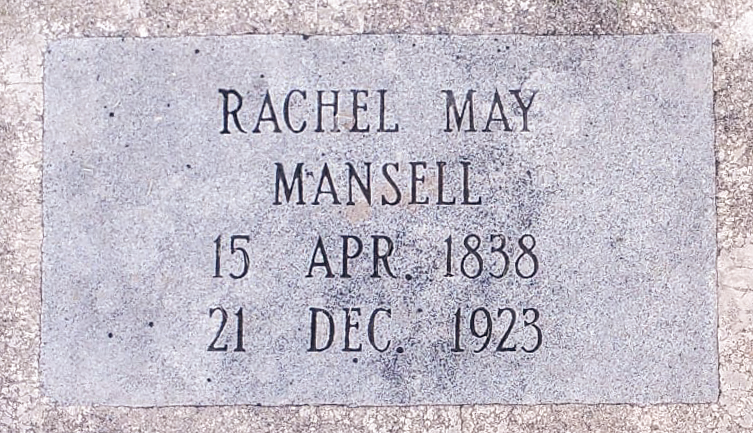 RACHEL MAY
MANSELL
15 APR. 1838
21 DEC. 1923